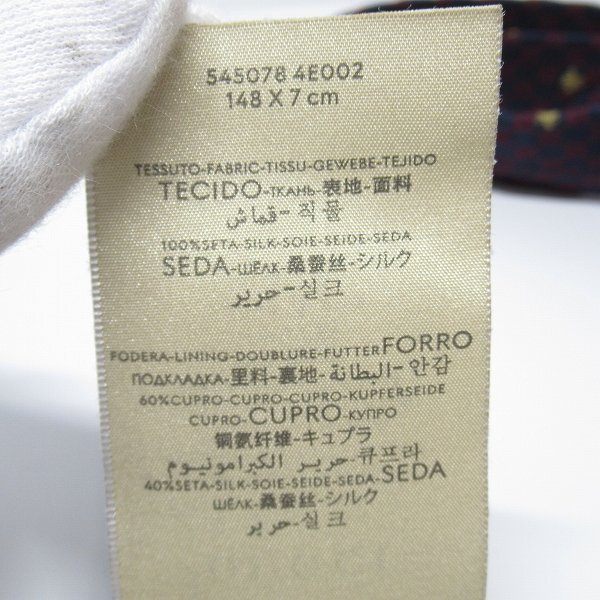 545078 4E002
148 X 7 cm
TESSUTO-FABRIC-TISSU-GEWEBE-TEJIDO
TECIDO-ТКАНЬ-表地-面料
قماش-직물
100%SETA-SILK-SOIE-SEIDE-SEDA
SEDA-ШЁЛК-桑蚕丝-シルク
حرير-실크
FODERA-LINING-DOUBLURE-FUTTER FORRO
ПОДКЛАДКА-里料-裏地-البطانة-안감
60%CUPRO-CUPRO-CUPRO-KUPFERSEIDE
CUPRO-CUPRO-КУПРО
铜氨纤维-キュプラ
حرير الكبرامونيوم-큐프라
40%SETA-SILK-SOIE-SEIDE-SEDA-SEDA
ШЁЛК-桑蚕丝-シルク
حرير-실크